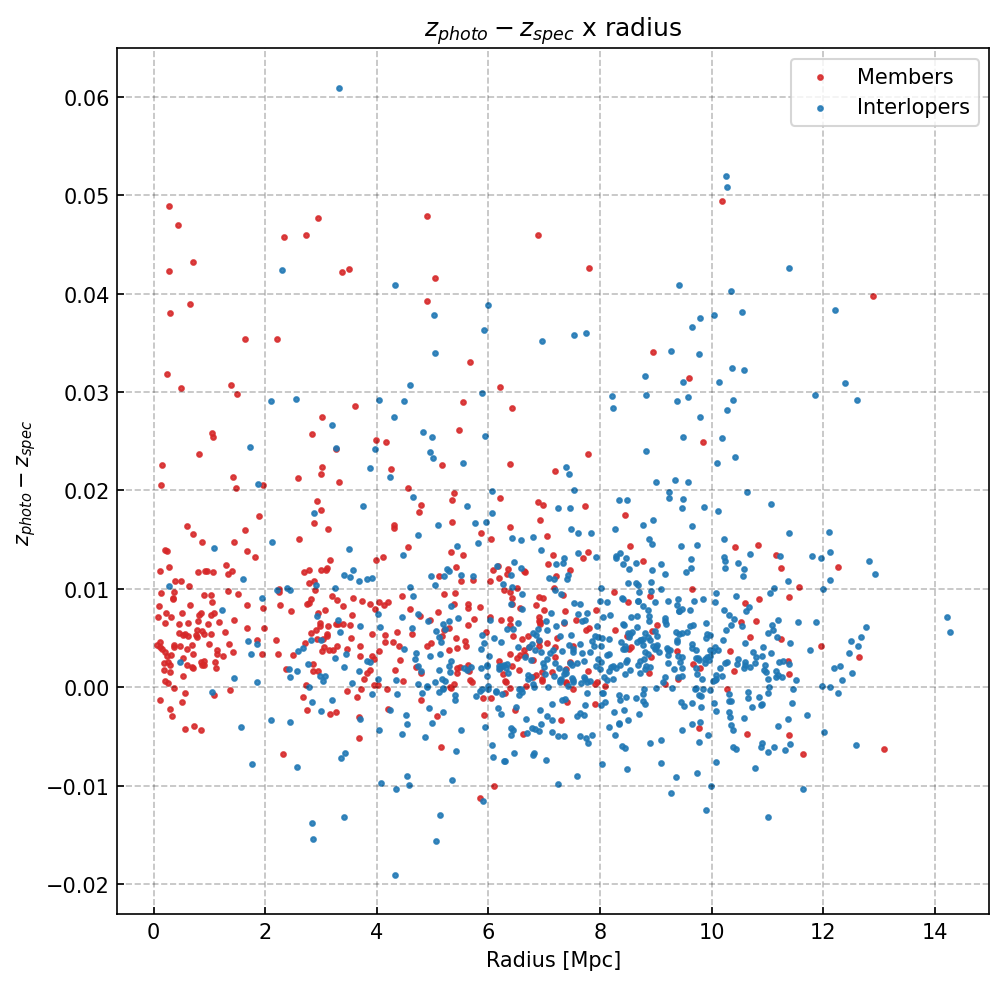 z_photo − z_spec x radius
Members
Interlopers
0.06
0.05
0.04
0.03
0.02
0.01
0.00
−0.01
−0.02
z_photo − z_spec
0 2 4 6 8 10 12 14
Radius [Mpc]